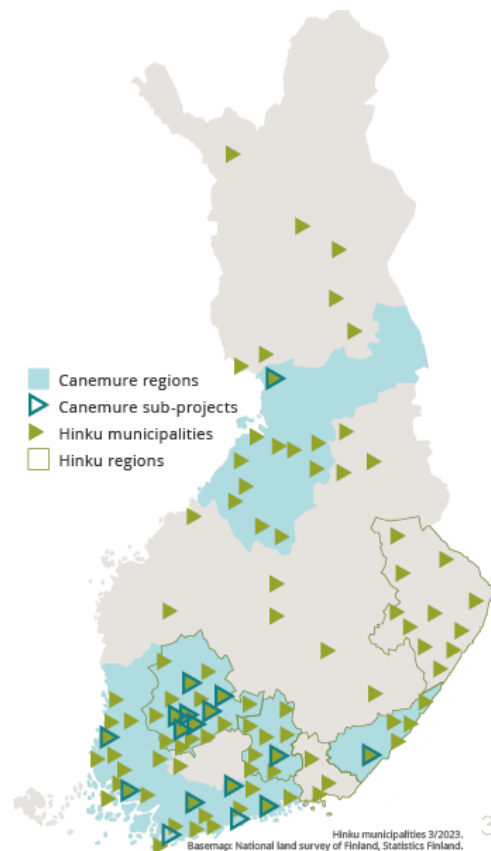 Canemure regions
Canemure sub-projects
Hinku municipalities
Hinku regions
3
Hinku municipalities 3/2023.
Basemap: National land survey of Finland, Statistics Finland.